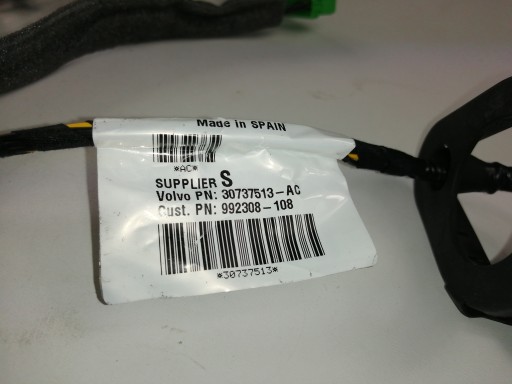 Made in SPAIN
*AC*
SUPPLIER S
Volvo PN: 30737513-AC
Cust. PN: 992308-108
*30737513*